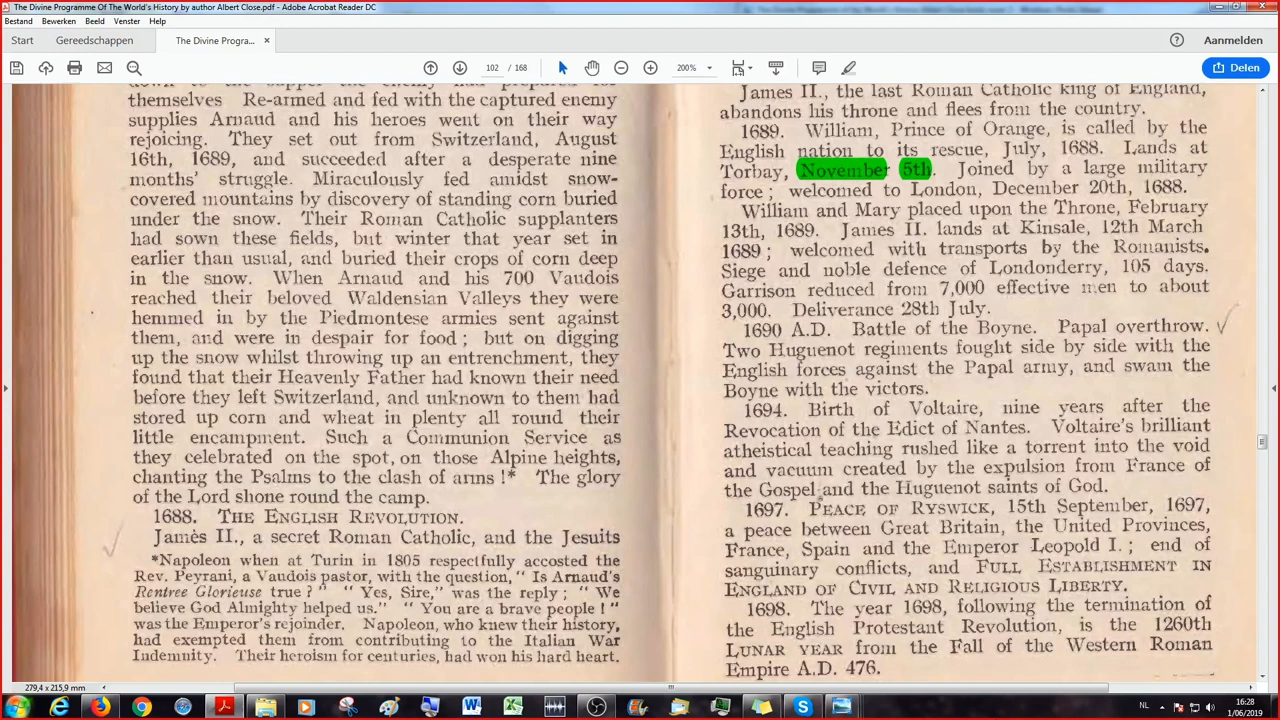 The Divine Programme Of The World's History by author Albert Close.pdf - Adobe Acrobat Reader DC
Bestand Bewerken Beeld Venster Help
Start Gereedschappen The Divine Progra... × Aanmelden
102 / 168 200% Delen
themselves Re-armed and fed with the captured enemy
supplies Arnaud and his heroes went on their way
rejoicing. They set out from Switzerland, August
16th, 1689, and succeeded after a desperate nine
months' struggle. Miraculously fed amidst snow-
covered mountains by discovery of standing corn buried
under the snow. Their Roman Catholic supplanters
had sown these fields, but winter that year set in
earlier than usual, and buried their crops of corn deep
in the snow. When Arnaud and his 700 Vaudois
reached their beloved Waldensian Valleys they were
hemmed in by the Piedmontese armies sent against
them, and were in despair for food; but on digging
up the snow whilst throwing up an entrenchment, they
found that their Heavenly Father had known their need
before they left Switzerland, and unknown to them had
stored up corn and wheat in plenty all round their
little encampment. Such a Communion Service as
they celebrated on the spot, on those Alpine heights,
chanting the Psalms to the clash of arms !* The glory
of the Lord shone round the camp.
1688. THE ENGLISH REVOLUTION.
James II., a secret Roman Catholic, and the Jesuits
*Napoleon when at Turin in 1805 respectfully accosted the
Rev. Peyrani, a Vaudois pastor, with the question, " Is Arnaud's
Rentree Glorieuse true ? " " Yes, Sire," was the reply ; " We
believe God Almighty helped us." " You are a brave people ! "
was the Emperor's rejoinder. Napoleon, who knew their history,
had exempted them from contributing to the Italian War
Indemnity. Their heroism for centuries, had won his hard heart.
James II., the last Roman Catholic king of England,
abandons his throne and flees from the country.
1689. William, Prince of Orange, is called by the
English nation to its rescue, July, 1688. Lands at
Torbay, November 5th. Joined by a large military
force ; welcomed to London, December 20th, 1688.
William and Mary placed upon the Throne, February
13th, 1689. James II. lands at Kinsale, 12th March
1689 ; welcomed with transports by the Romanists.
Siege and noble defence of Londonderry, 105 days.
Garrison reduced from 7,000 effective men to about
3,000. Deliverance 28th July.
1690 A.D. Battle of the Boyne. Papal overthrow.
Two Huguenot regiments fought side by side with the
English forces against the Papal army, and swam the
Boyne with the victors.
1694. Birth of Voltaire, nine years after the
Revocation of the Edict of Nantes. Voltaire's brilliant
atheistical teaching rushed like a torrent into the void
and vacuum created by the expulsion from France of
the Gospel and the Huguenot saints of God.
1697. PEACE OF RYSWICK, 15th September, 1697,
a peace between Great Britain, the United Provinces,
France, Spain and the Emperor Leopold I. ; end of
sanguinary conflicts, and FULL ESTABLISHMENT IN
ENGLAND OF CIVIL AND RELIGIOUS LIBERTY.
1698. The year 1698, following the termination of
the English Protestant Revolution, is the 1260th
LUNAR YEAR from the Fall of the Western Roman
Empire A.D. 476.
279,4 x 215,9 mm
NL 16:28
1/06/2019